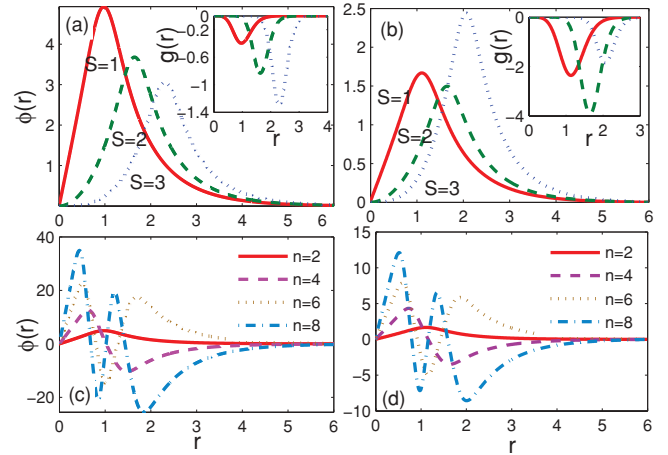 (a)
S=1
S=2
S=3
ϕ(r)
4
3
2
1
0 1 2 3 4 5 6
g(r)
0
−0.5
−1
−1.4
0 1 2 3 4
r
(b)
S=1
S=2
S=3
ϕ(r)
2.5
2
1.5
1
0.5
0
0 1 2 3 4 5 6
g(r)
0
−2
−4
0 1 2 3
r
(c)
n=2
n=4
n=6
n=8
ϕ(r)
40
20
0
−20
0 1 2 3 4 5 6
r
(d)
n=2
n=4
n=6
n=8
10
5
0
−5
−10
0 1 2 3 4 5 6
r